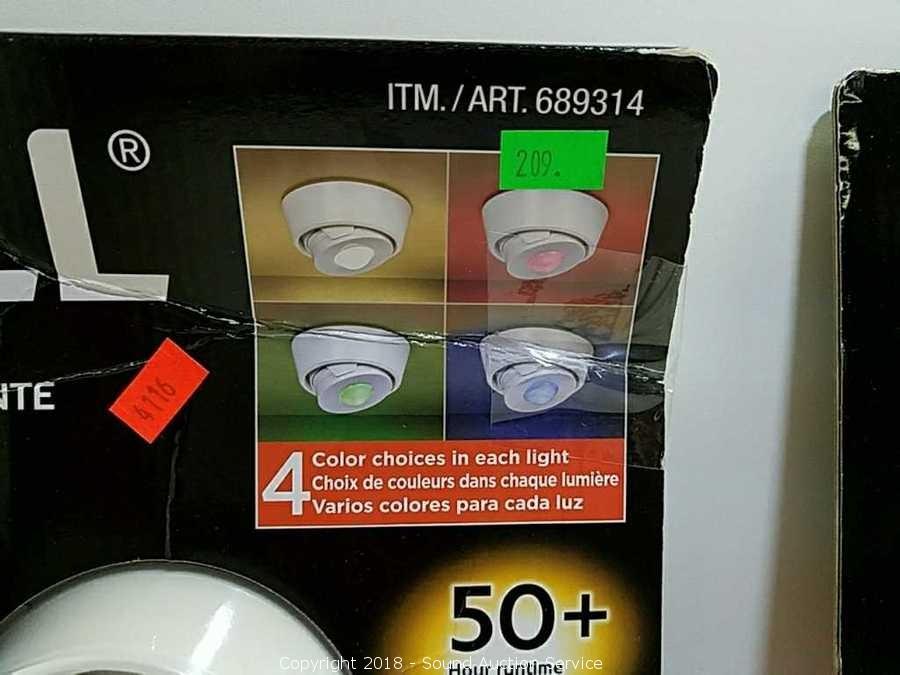 ITM. / ART. 689314
LL®
209.
4116
NTE
4 Color choices in each light
Choix de couleurs dans chaque lumière
Varios colores para cada luz
50+
Hour runtime
Copyright 2018 - Sound Auction Service